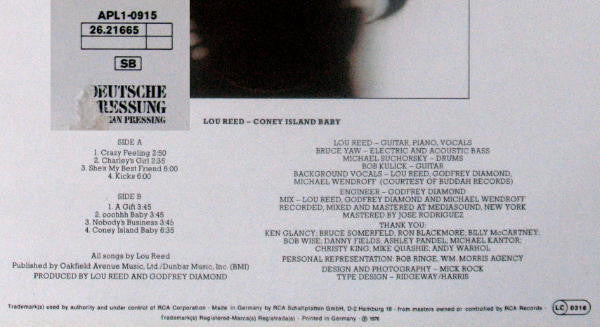 APL1-0915
26.21665
SB
DEUTSCHE
PRESSUNG
AN PRESSING
LOU REED – CONEY ISLAND BABY
SIDE A
1. Crazy Feeling 2:50
2. Charley's Girl 2:35
3. She's My Best Friend 6:00
4. Kicks 6:00
SIDE B
1. A Gift 3:45
2. ooohhh Baby 3:45
3. Nobody's Business 3:45
4. Coney Island Baby 6:35
All songs by Lou Reed
Published by Oakfield Avenue Music, Ltd./Dunbar Music, Inc. (BMI)
PRODUCED BY LOU REED AND GODFREY DIAMOND
LOU REED – GUITAR, PIANO, VOCALS
BRUCE YAW – ELECTRIC AND ACOUSTIC BASS
MICHAEL SUCHORSKY – DRUMS
BOB KULICK – GUITAR
BACKGROUND VOCALS – LOU REED, GODFREY DIAMOND,
MICHAEL WENDROFF (COURTESY OF BUDDAH RECORDS)
ENGINEER – GODFREY DIAMOND
MIX – LOU REED, GODFREY DIAMOND AND MICHAEL WENDROFF
RECORDED, MIXED AND MASTERED AT MEDIASOUND, NEW YORK
MASTERED BY JOSE RODRIGUEZ
THANK YOU:
KEN GLANCY; BRUCE SOMERFELD; RON BLACKMORE; BILLY McCARTNEY;
BOB WISE; DANNY FIELDS; ASHLEY PANDEL; MICHAEL KANTOR;
CHRISTY KING; MIKE QUASHIE; ANDY WARHOL
PERSONAL REPRESENTATION: BOB RINGE, WM. MORRIS AGENCY
DESIGN AND PHOTOGRAPHY – MICK ROCK
TYPE DESIGN – RIDGEWAY/HARRIS
Trademark(s) used by authority and under control of RCA Corporation · Made in Germany by RCA Schallplatten GmbH, D-2 Hamburg 16 · from masters owned or controlled by RCA Records · LC 0316
Trademark(s) Registered·Marca(s) Registrada(s) · Printed in Germany · ℗ 1976